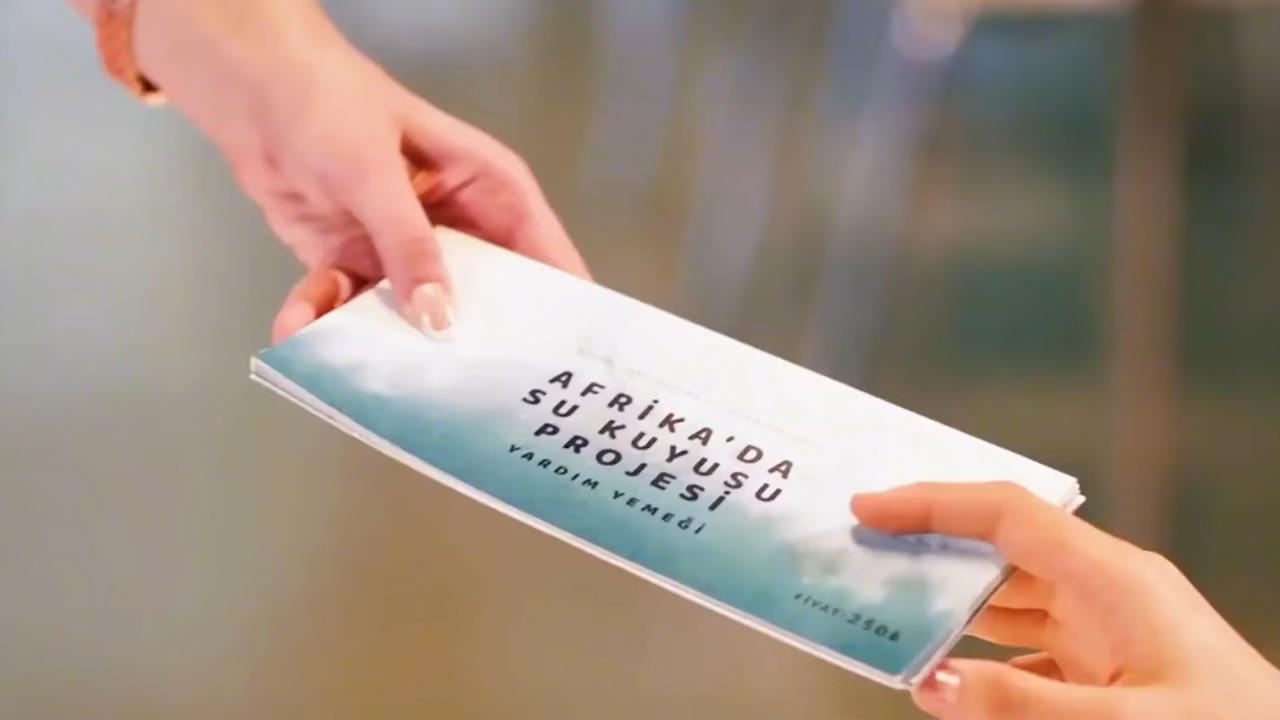 AFRİKA'DA
SU KUYUSU
PROJESİ
YARDIM YEMEĞİ
FİYAT:250₺